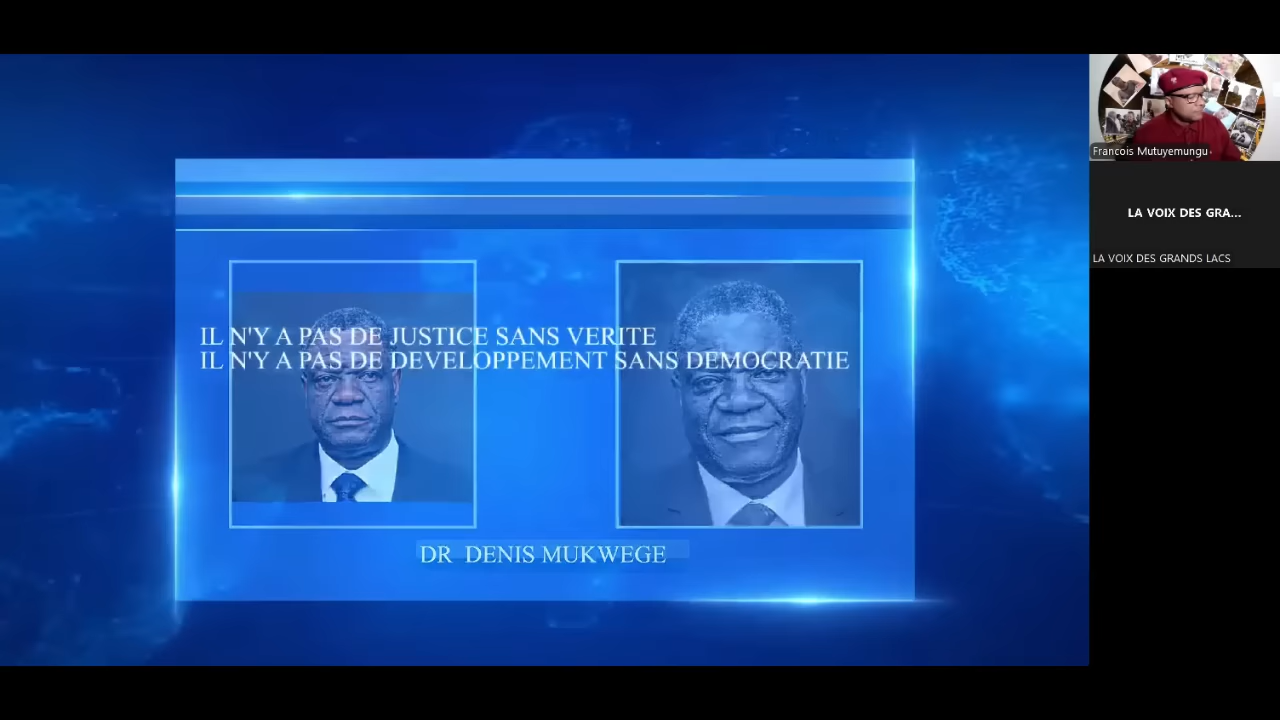 IL N'Y A PAS DE JUSTICE SANS VERITE
IL N'Y A PAS DE DEVELOPPEMENT SANS DEMOCRATIE
DR DENIS MUKWEGE
Francois Mutuyemungu
LA VOIX DES GRA...
LA VOIX DES GRANDS LACS